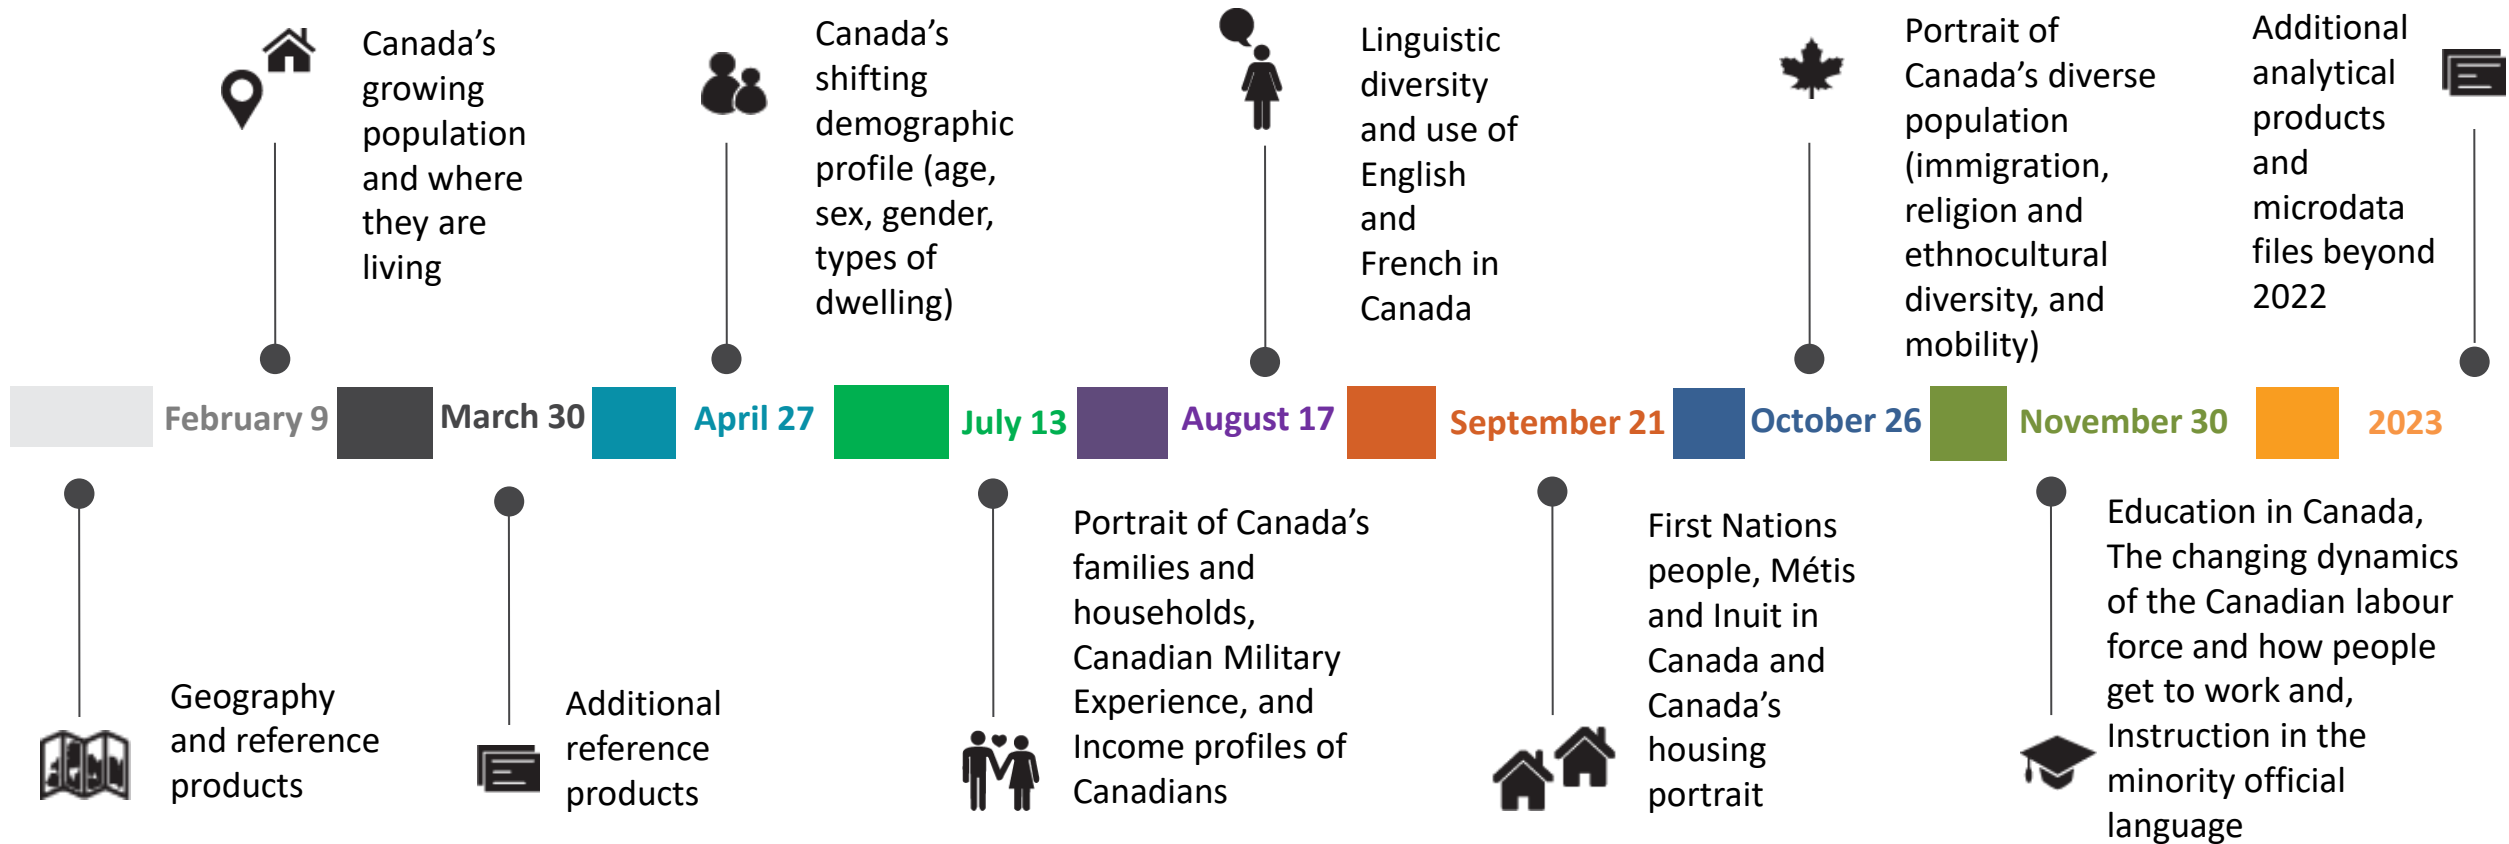 Canada's
growing
population
and where
they are
living
Canada's
shifting
demographic
profile (age,
sex, gender,
types of
dwelling)
Linguistic
diversity
and use of
English
and
French in
Canada
Portrait of
Canada's diverse
population
(immigration,
religion and
ethnocultural
diversity, and
mobility)
Additional
analytical
products
and
microdata
files beyond
2022
February 9
March 30
April 27
July 13
August 17
September 21
October 26
November 30
2023
Geography
and reference
products
Additional
reference
products
Portrait of Canada's
families and
households,
Canadian Military
Experience, and
Income profiles of
Canadians
First Nations
people, Métis
and Inuit in
Canada and
Canada's
housing
portrait
Education in Canada,
The changing dynamics
of the Canadian labour
force and how people
get to work and,
Instruction in the
minority official
language